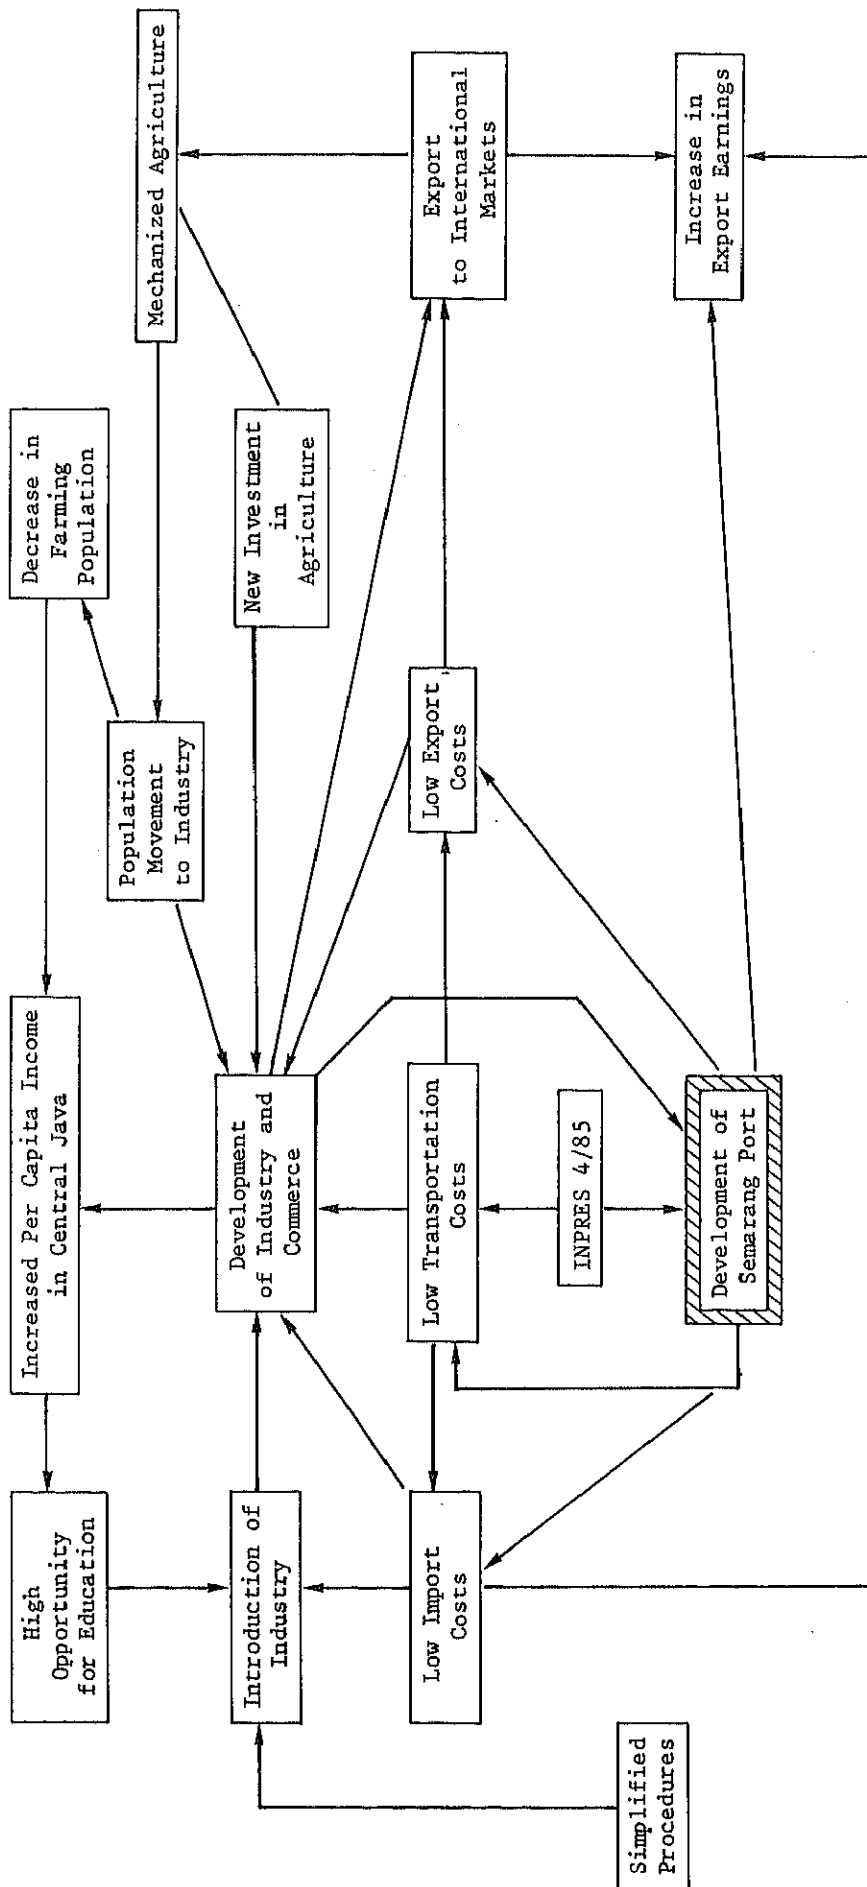 High
Opportunity
for Education
Increased Per Capita Income
in Central Java
Decrease in
Farming
Population
Mechanized Agriculture
Population
Movement
to Industry
Introduction of
Industry
Development
of Industry and
Commerce
New Investment
in
Agriculture
Low Import
Costs
Low Transportation
Costs
Low Export
Costs
Export
to International
Markets
INPRES 4/85
Simplified
Procedures
Development of
Semarang Port
Increase in
Export Earnings